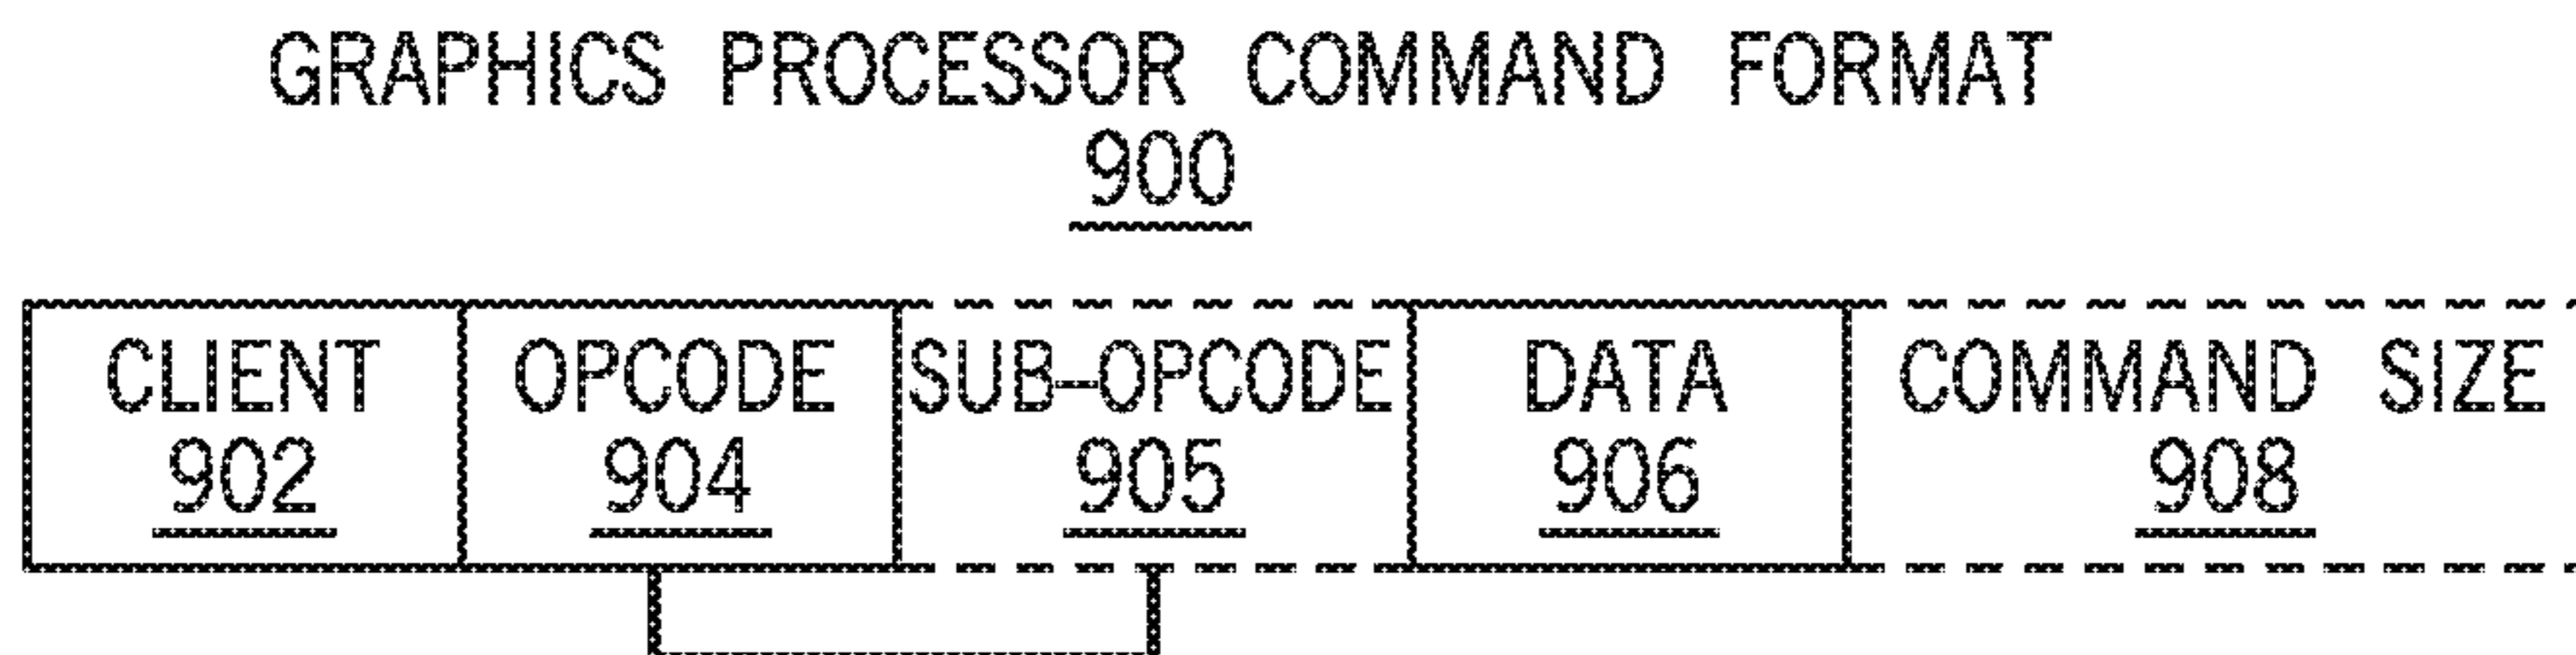 GRAPHICS PROCESSOR COMMAND FORMAT
900
CLIENT OPCODE SUB-OPCODE DATA COMMAND SIZE
902 904 905 906 908